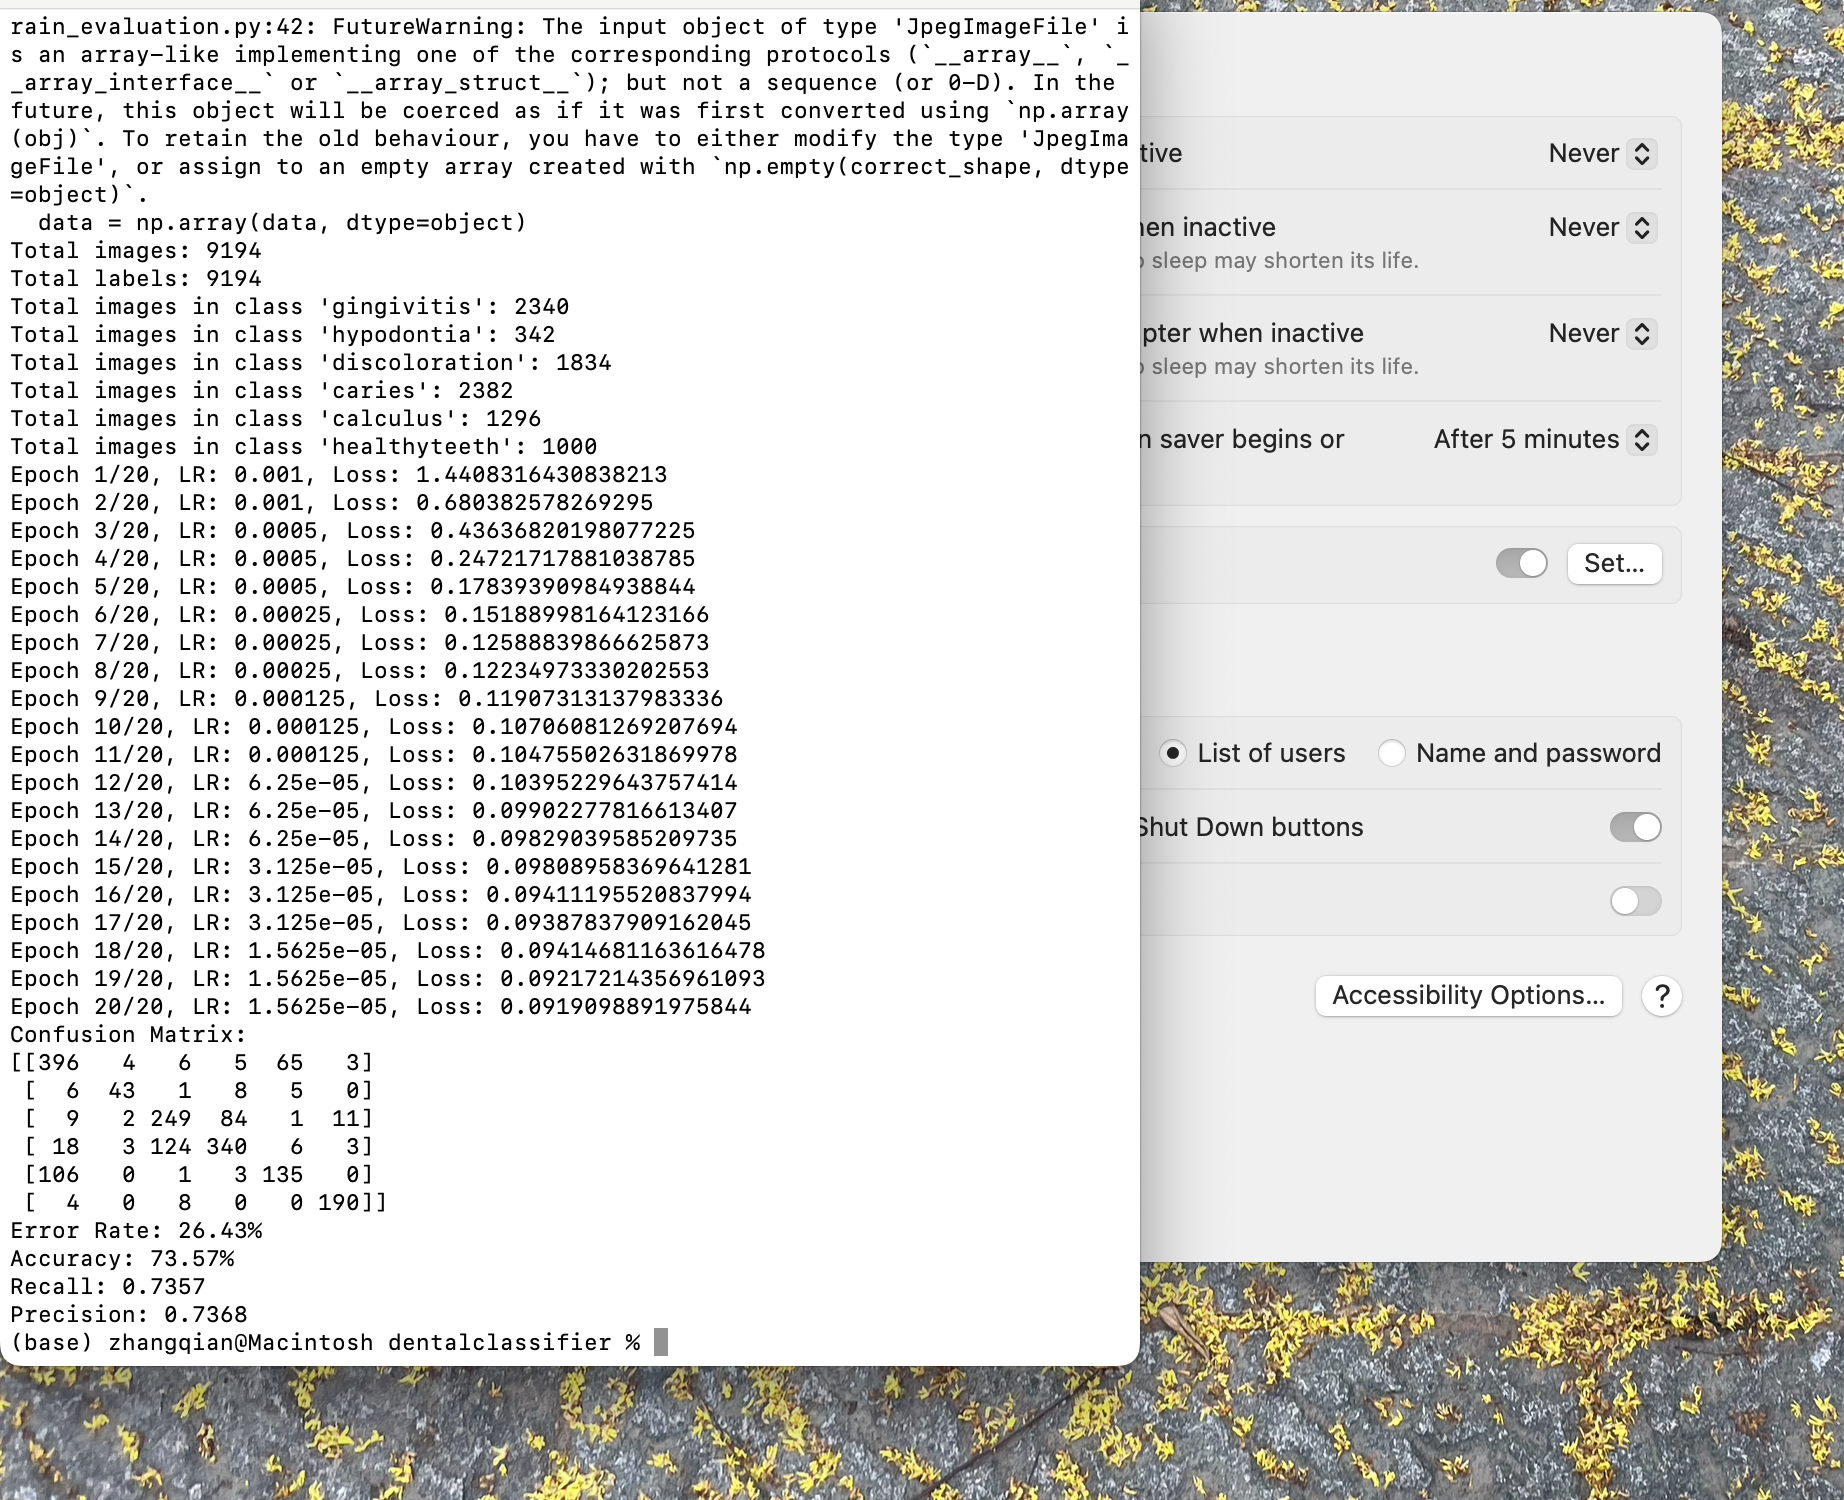 rain_evaluation.py:42: FutureWarning: The input object of type 'JpegImageFile' i
s an array-like implementing one of the corresponding protocols (`__array__`, `_
_array_interface__` or `__array_struct__`); but not a sequence (or 0-D). In the
future, this object will be coerced as if it was first converted using `np.array
(obj)`. To retain the old behaviour, you have to either modify the type 'JpegIma
geFile', or assign to an empty array created with `np.empty(correct_shape, dtype
=object)`.
data = np.array(data, dtype=object)
Total images: 9194
Total labels: 9194
Total images in class 'gingivitis': 2340
Total images in class 'hypodontia': 342
Total images in class 'discoloration': 1834
Total images in class 'caries': 2382
Total images in class 'calculus': 1296
Total images in class 'healthyteeth': 1000
Epoch 1/20, LR: 0.001, Loss: 1.4408316430838213
Epoch 2/20, LR: 0.001, Loss: 0.680382578269295
Epoch 3/20, LR: 0.0005, Loss: 0.43636820198077225
Epoch 4/20, LR: 0.0005, Loss: 0.24721717881038785
Epoch 5/20, LR: 0.0005, Loss: 0.17839390984938844
Epoch 6/20, LR: 0.00025, Loss: 0.15188998164123166
Epoch 7/20, LR: 0.00025, Loss: 0.12588839866625873
Epoch 8/20, LR: 0.00025, Loss: 0.12234973330202553
Epoch 9/20, LR: 0.000125, Loss: 0.11907313137983336
Epoch 10/20, LR: 0.000125, Loss: 0.10706081269207694
Epoch 11/20, LR: 0.000125, Loss: 0.10475502631869978
Epoch 12/20, LR: 6.25e-05, Loss: 0.10395229643757414
Epoch 13/20, LR: 6.25e-05, Loss: 0.09902277816613407
Epoch 14/20, LR: 6.25e-05, Loss: 0.09829039585209735
Epoch 15/20, LR: 3.125e-05, Loss: 0.09808958369641281
Epoch 16/20, LR: 3.125e-05, Loss: 0.09411195520837994
Epoch 17/20, LR: 3.125e-05, Loss: 0.09387837909162045
Epoch 18/20, LR: 1.5625e-05, Loss: 0.09414681163616478
Epoch 19/20, LR: 1.5625e-05, Loss: 0.09217214356961093
Epoch 20/20, LR: 1.5625e-05, Loss: 0.0919098891975844
Confusion Matrix:
[[396 4 6 5 65 3]
[ 6 43 1 8 5 0]
[ 9 2 249 84 1 11]
[ 18 3 124 340 6 3]
[106 0 1 3 135 0]
[ 4 0 8 0 0 190]]
Error Rate: 26.43%
Accuracy: 73.57%
Recall: 0.7357
Precision: 0.7368
(base) zhangqian@Macintosh dentalclassifier %
tive Never
en inactive Never
sleep may shorten its life.
pter when inactive Never
sleep may shorten its life.
n saver begins or After 5 minutes
Set...
List of users Name and password
Shut Down buttons
Accessibility Options... ?